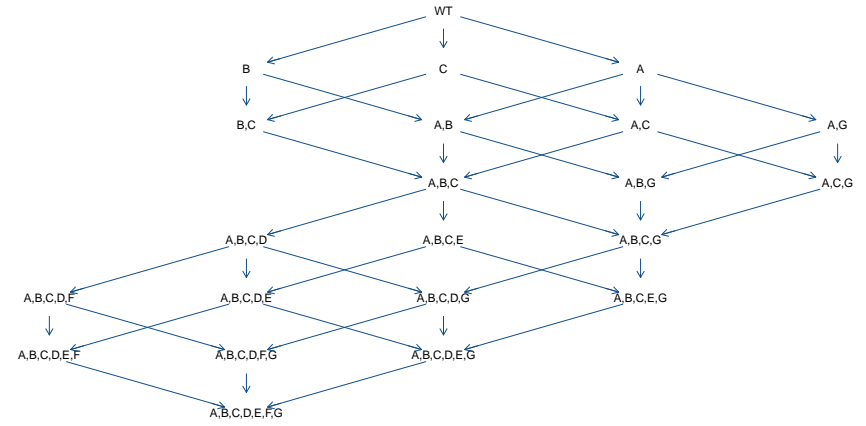 WT
B C A
B,C A,B A,C A,G
A,B,C A,B,G A,C,G
A,B,C,D A,B,C,E A,B,C,G
A,B,C,D,F A,B,C,D,E A,B,C,D,G A,B,C,E,G
A,B,C,D,E,F A,B,C,D,F,G A,B,C,D,E,G
A,B,C,D,E,F,G